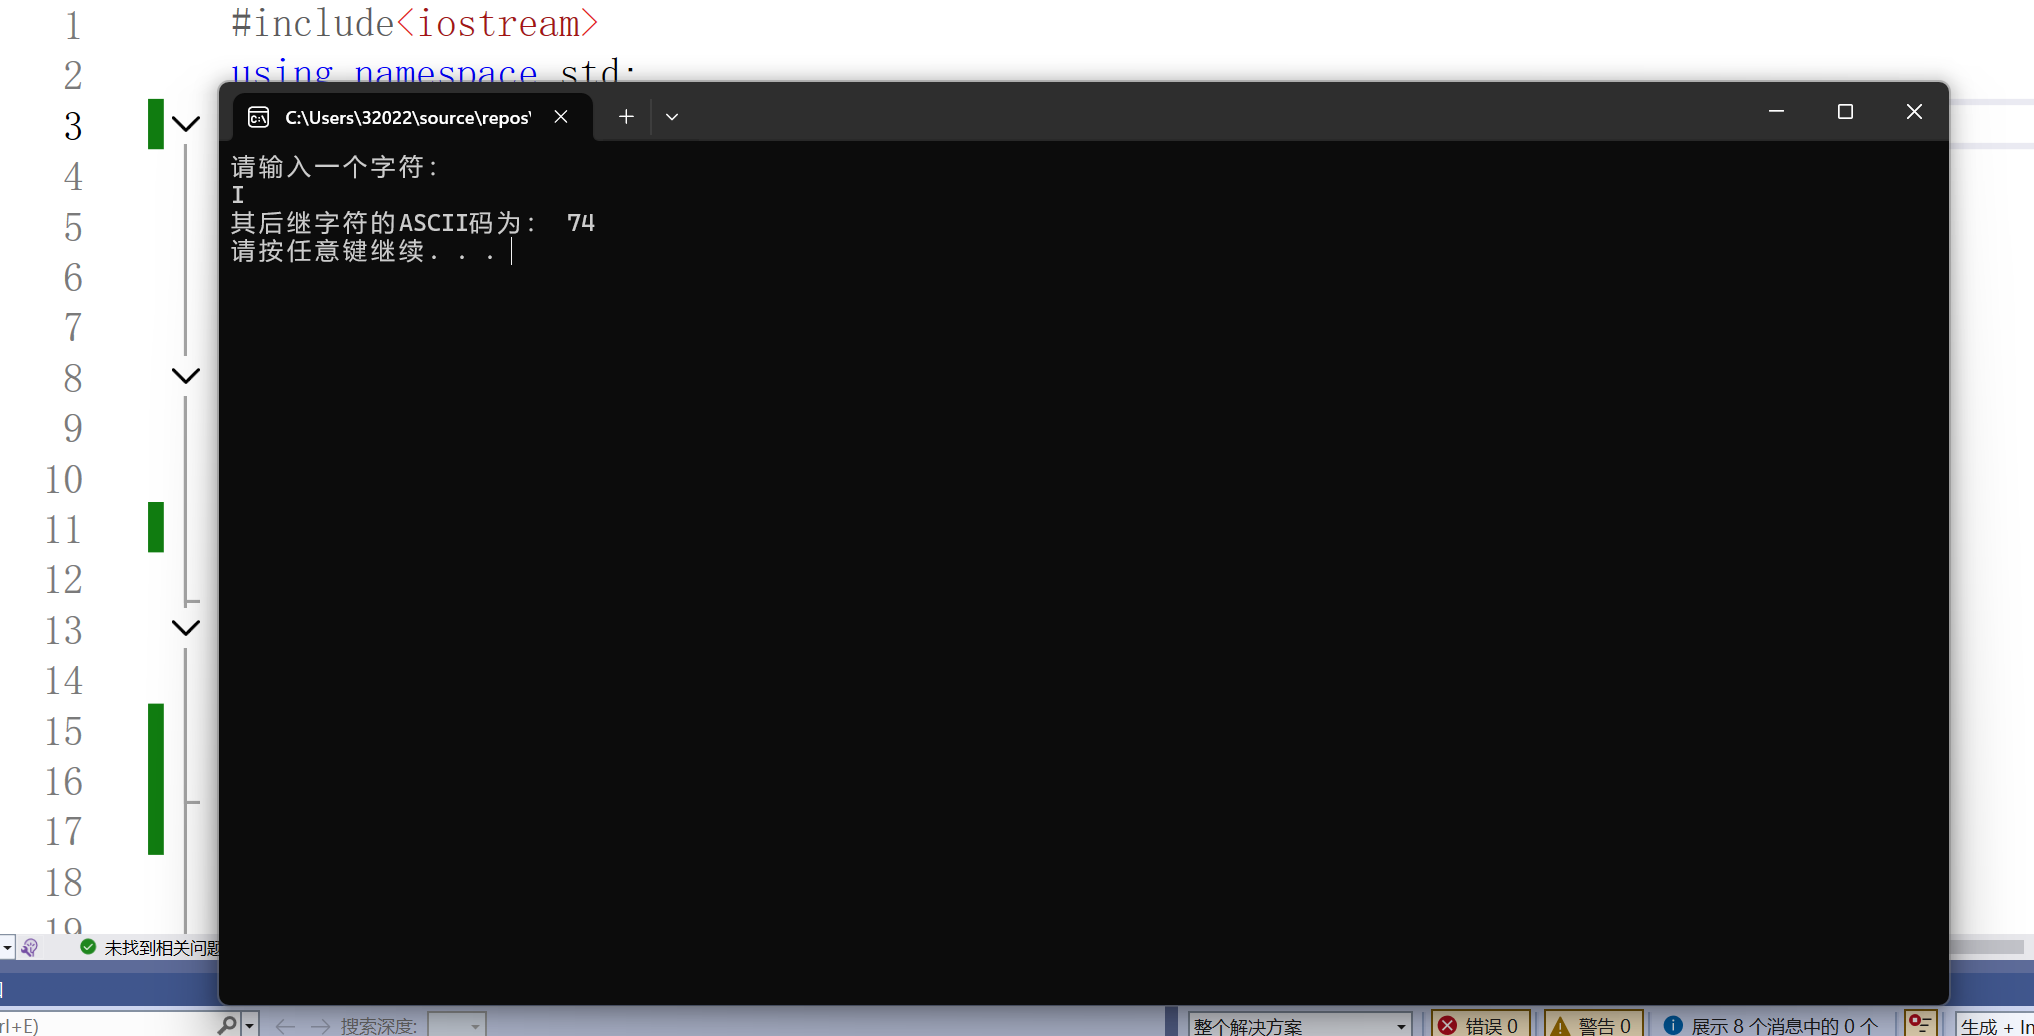 1 #include<iostream>
2 using namespace std;
C:\Users\32022\source\repos\
3
4
5
6
7
8
9
10
11
12
13
14
15
16
17
18
19
请输入一个字符:
I
其后继字符的ASCII码为: 74
请按任意键继续. . .
未找到相关问题
rl+E)
搜索深度:
整个解决方案
错误 0
警告 0
展示 8 个消息中的 0 个
生成 + In